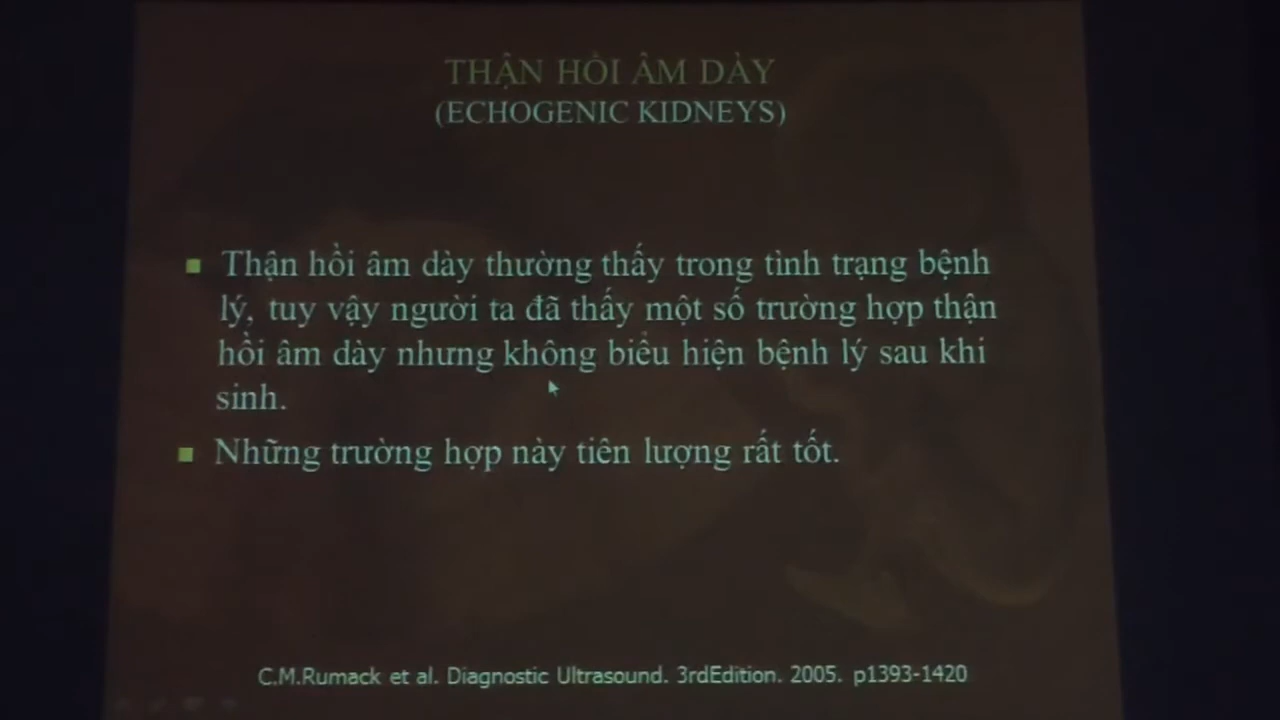 THẬN HỒI ÂM DÀY
(ECHOGENIC KIDNEYS)
Thận hồi âm dày thường thấy trong tình trạng bệnh
lý, tuy vậy người ta đã thấy một số trường hợp thận
hồi âm dày nhưng không biểu hiện bệnh lý sau khi
sinh.
Những trường hợp này tiên lượng rất tốt.
C.M.Rumack et al. Diagnostic Ultrasound. 3rdEdition. 2005. p1393-1420